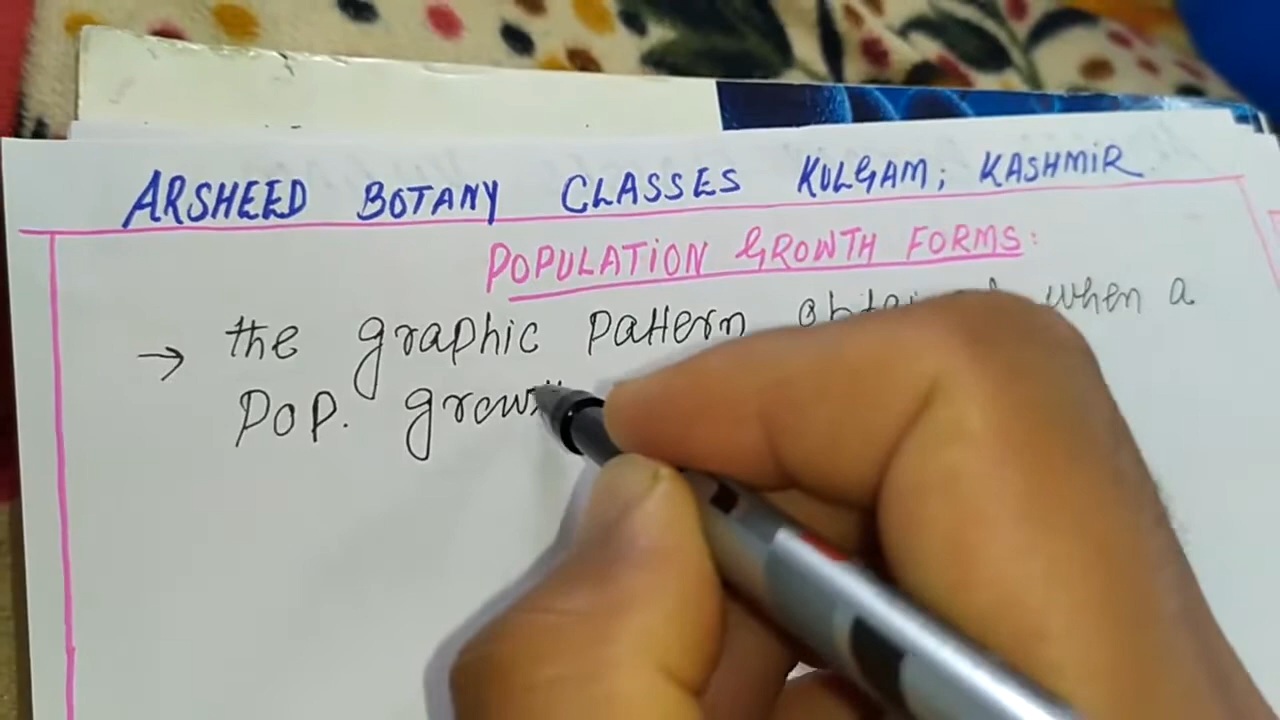 ARSHEED BOTANY CLASSES KULGAM; KASHMIR
POPULATION GROWTH FORMS:
→ the graphic pattern when a
POP.